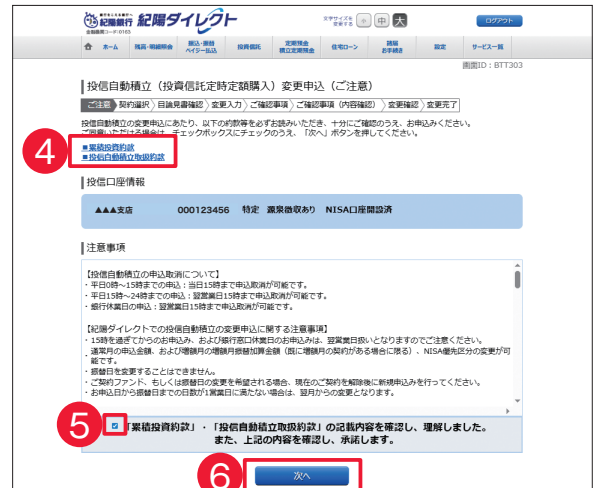 紀陽銀行 紀陽ダイレクト
金融機関コード:0163
文字サイズを変更する 小 中 大 ログアウト
ホーム 残高・明細照会 振込・振替 ペイジー払込 投資信託 定期預金 積立定期預金 住宅ローン 諸届 お手続き 設定 サービス一覧
画面ID：BTT303
投信自動積立（投資信託定時定額購入）変更申込（ご注意）
ご注意 〉契約選択 〉目論見書確認 〉変更入力 〉ご確認事項 〉ご確認事項（内容確認） 〉変更確認 〉変更完了
投信自動積立の変更申込にあたり、以下の約款等を必ずお読みいただき、十分にご確認のうえ、お申込みください。
ご同意いただける場合は、チェックボックスにチェックのうえ、「次へ」ボタンを押してください。
4
■累積投資約款
■投信自動積立取扱約款
投信口座情報
▲▲▲支店 000123456 特定 源泉徴収あり NISA口座開設済
注意事項
【投信自動積立の申込取消について】
・平日0時～15時までの申込：当日15時まで申込取消が可能です。
・平日15時～24時までの申込：翌営業日15時まで申込取消が可能です。
・銀行休業日の申込：翌営業日15時まで申込取消が可能です。
【紀陽ダイレクトでの投信自動積立の変更申込に関する注意事項】
・15時を過ぎてからのお申込み、および銀行窓口休業日のお申込みは、翌営業日扱いとなりますのでご注意ください。
・通常月の申込金額、および増額月の増額月振替加算金額（既に増額月の契約がある場合に限る）、NISA優先区分の変更が可
能です。
・振替日を変更することはできません。
・ご契約ファンド、もしくは振替日の変更を希望される場合、現在のご契約を解除後に新規申込みを行ってください。
・お申込日から振替日までの日数が1営業日に満たない場合は、翌月からの変更となります。
5
「累積投資約款」・「投信自動積立取扱約款」の記載内容を確認し、理解しました。
また、上記の内容を確認し、承諾します。
6
次へ